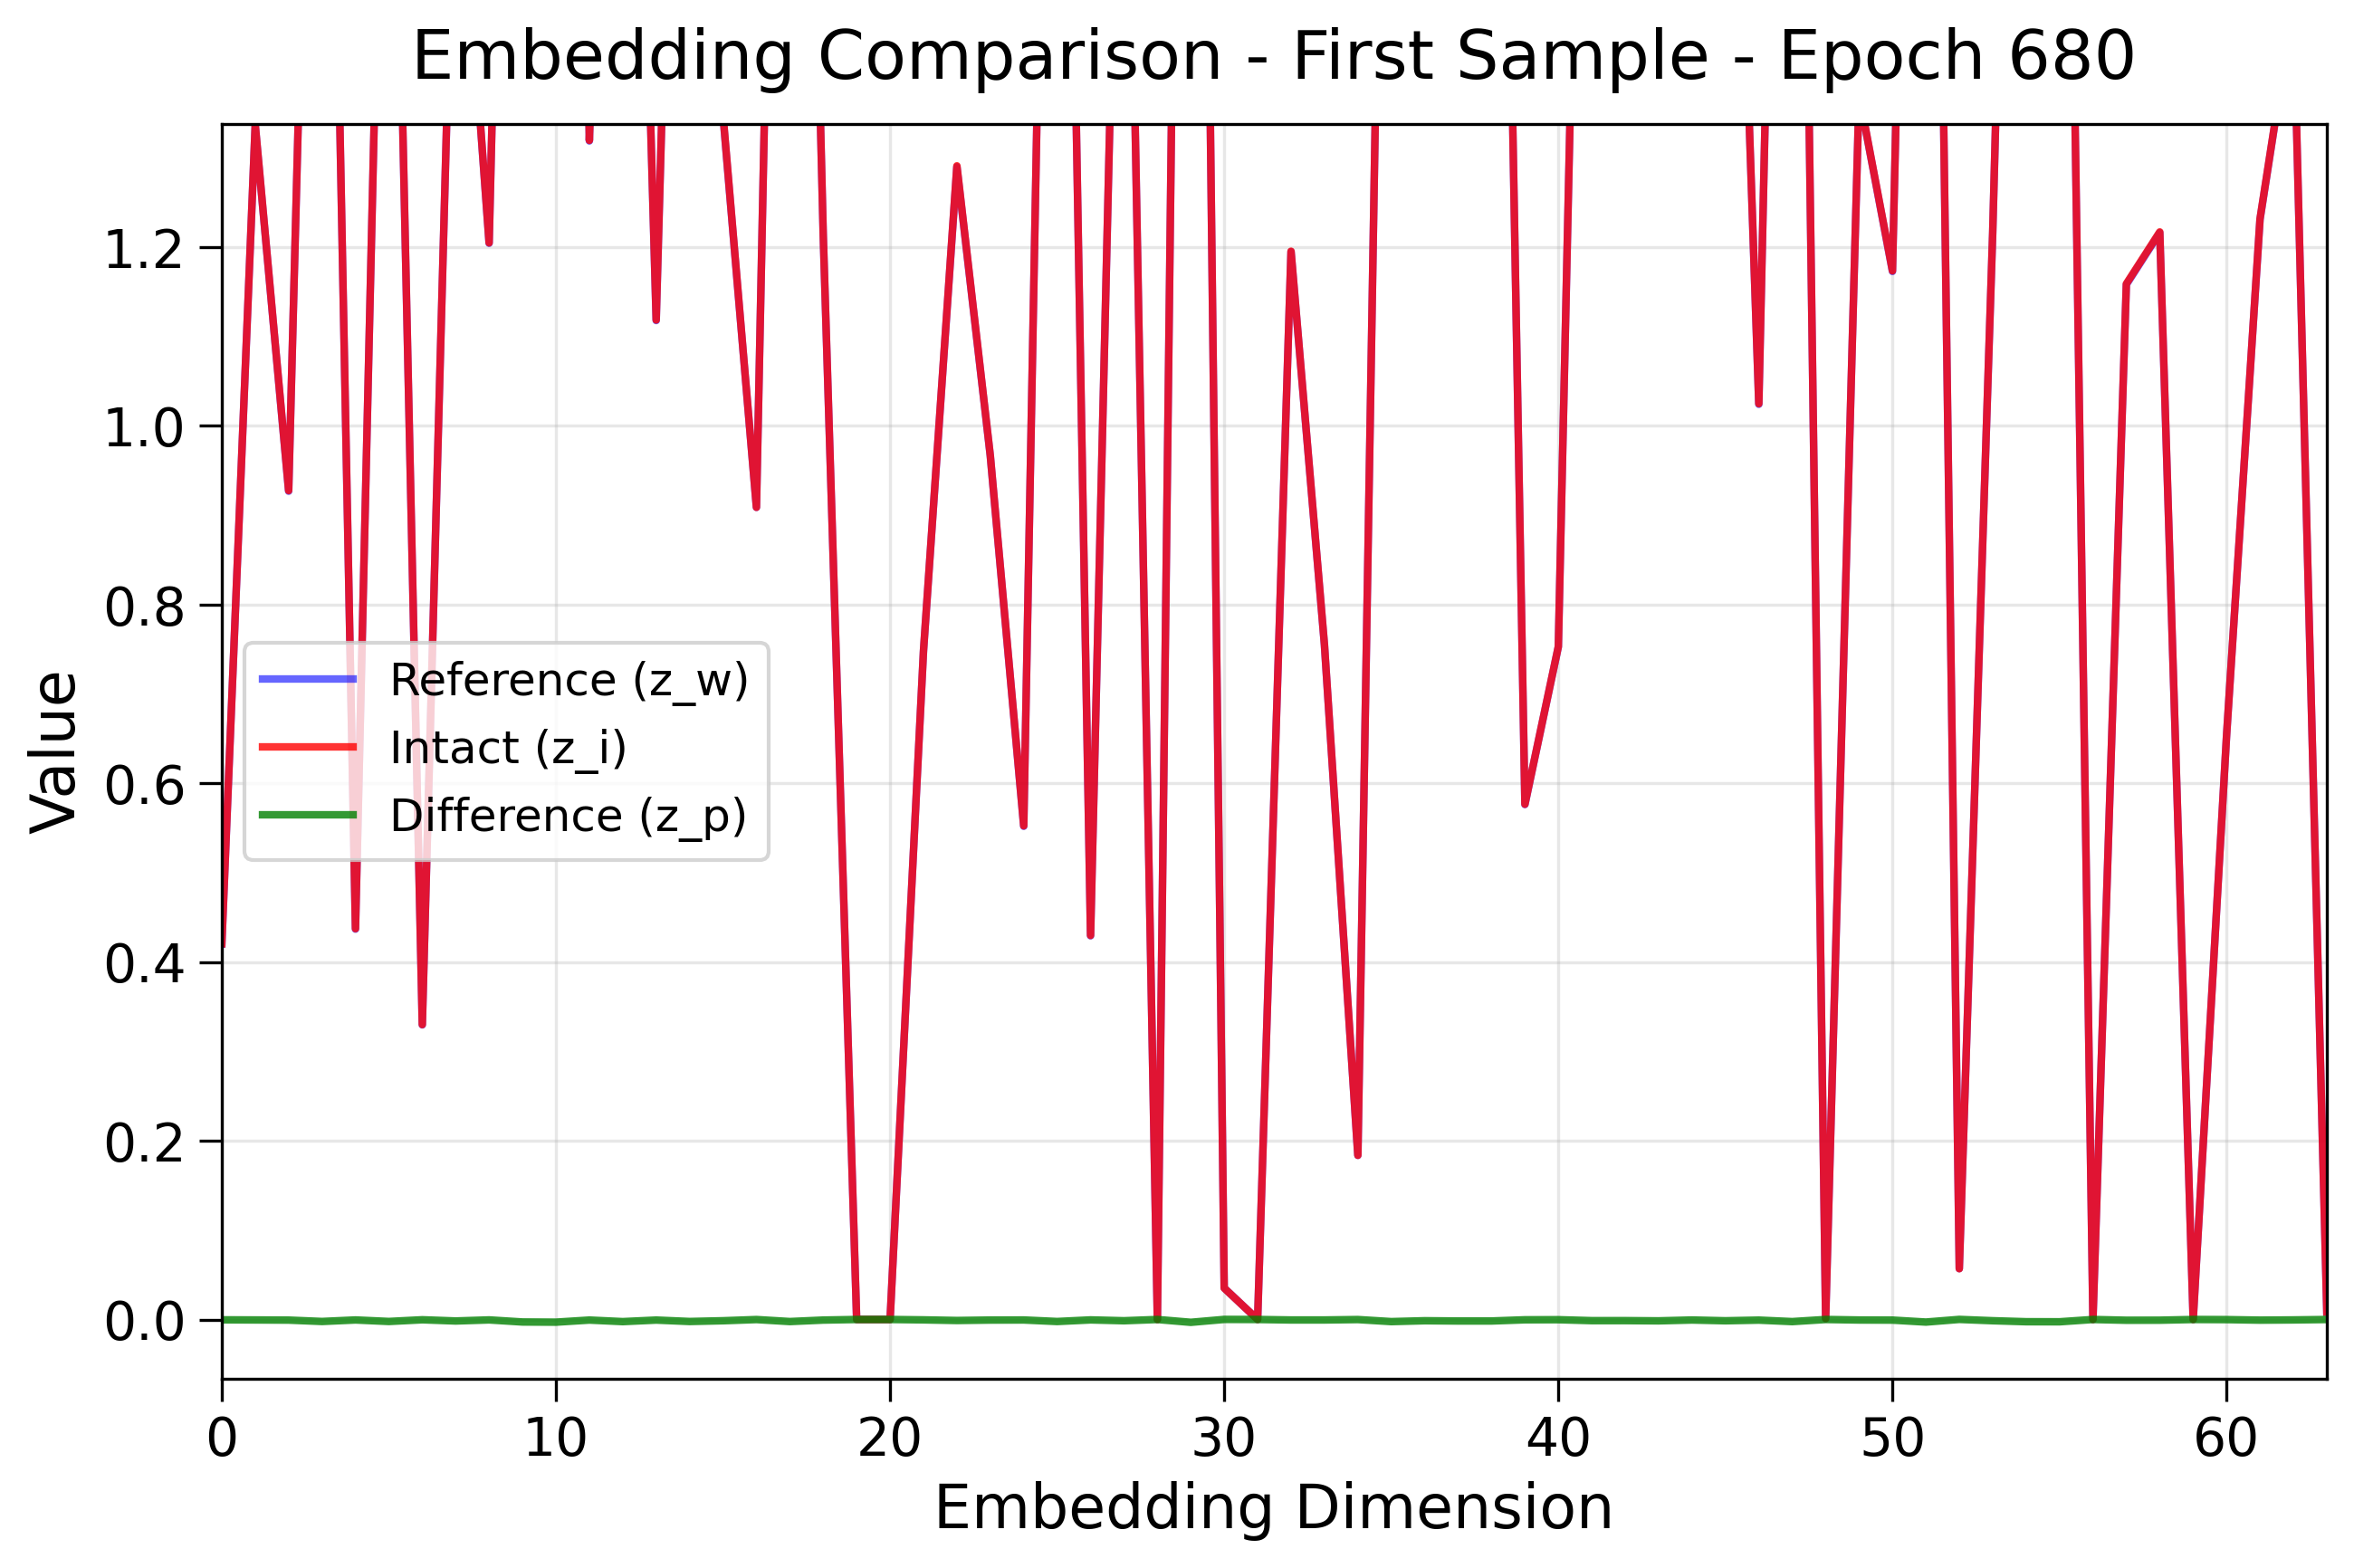 Embedding Comparison - First Sample - Epoch 680
Value
1.2
1.0
0.8
0.6
0.4
0.2
0.0
Reference (z_w)
Intact (z_i)
Difference (z_p)
0 10 20 30 40 50 60
Embedding Dimension